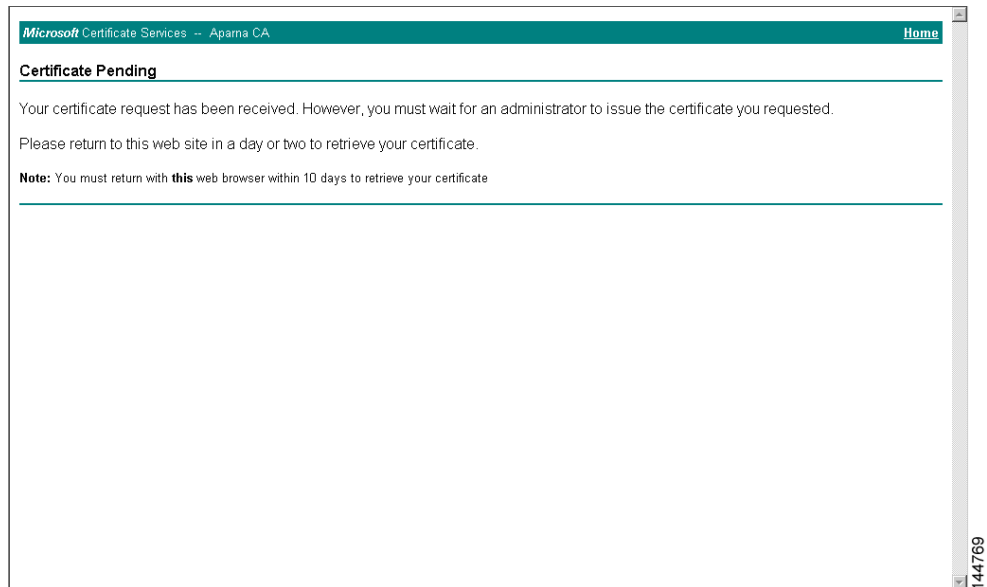 Microsoft Certificate Services -- Aparna CA Home
Certificate Pending
Your certificate request has been received. However, you must wait for an administrator to issue the certificate you requested.
Please return to this web site in a day or two to retrieve your certificate.
Note: You must return with this web browser within 10 days to retrieve your certificate
144769